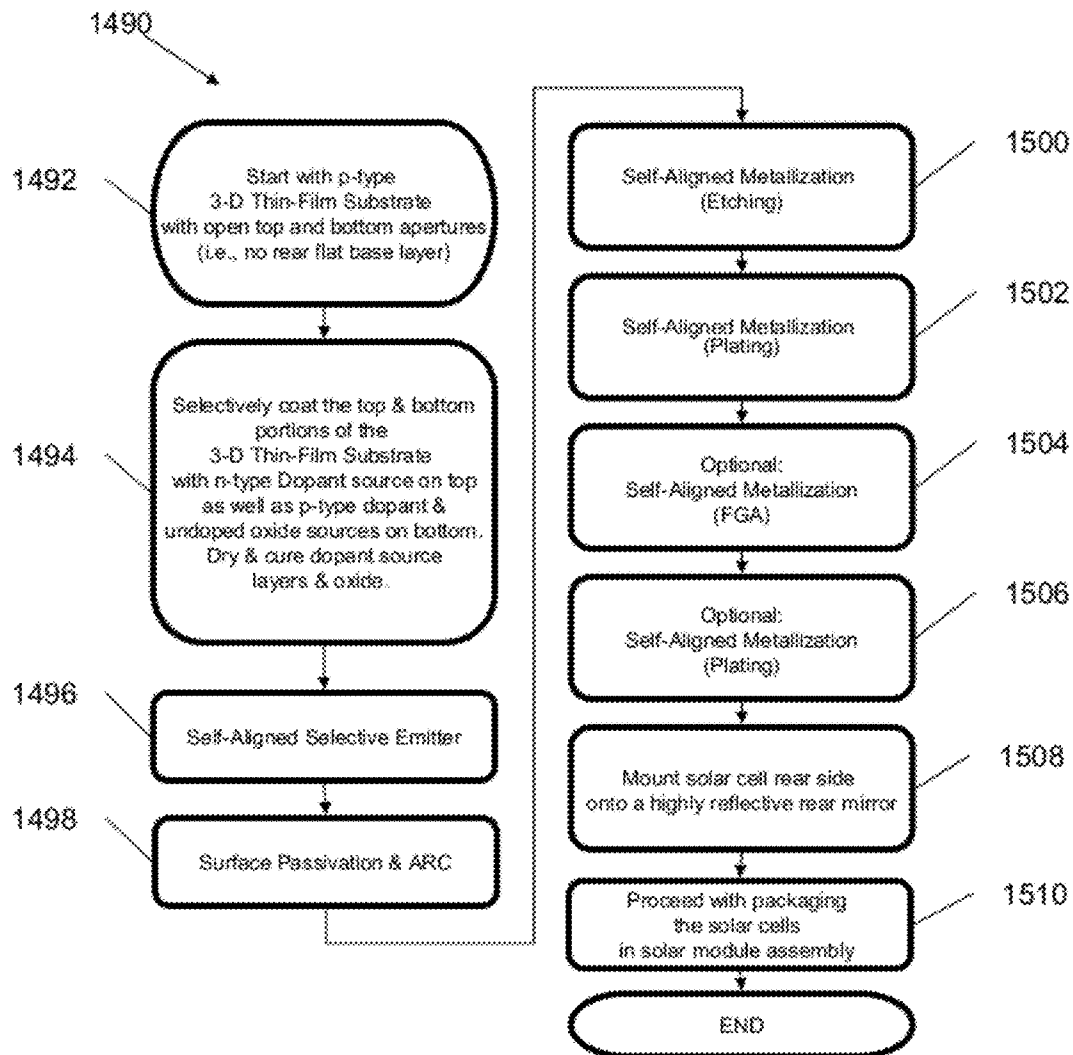 1490
1492
Start with p-type
3-D Thin-Film Substrate
with open top and bottom apertures
(i.e., no rear flat base layer)
1494
Selectively coat the top & bottom
portions of the
3-D Thin-Film Substrate
with n-type Dopant source on top
as well as p-type dopant &
undoped oxide sources on bottom.
Dry & cure dopant source
layers & oxide.
1496
Self-Aligned Selective Emitter
1498
Surface Passivation & ARC
1500
Self-Aligned Metallization
(Etching)
1502
Self-Aligned Metallization
(Plating)
1504
Optional:
Self-Aligned Metallization
(FGA)
1506
Optional:
Self-Aligned Metallization
(Plating)
1508
Mount solar cell rear side
onto a highly reflective rear mirror
1510
Proceed with packaging
the solar cells
in solar module assembly
END